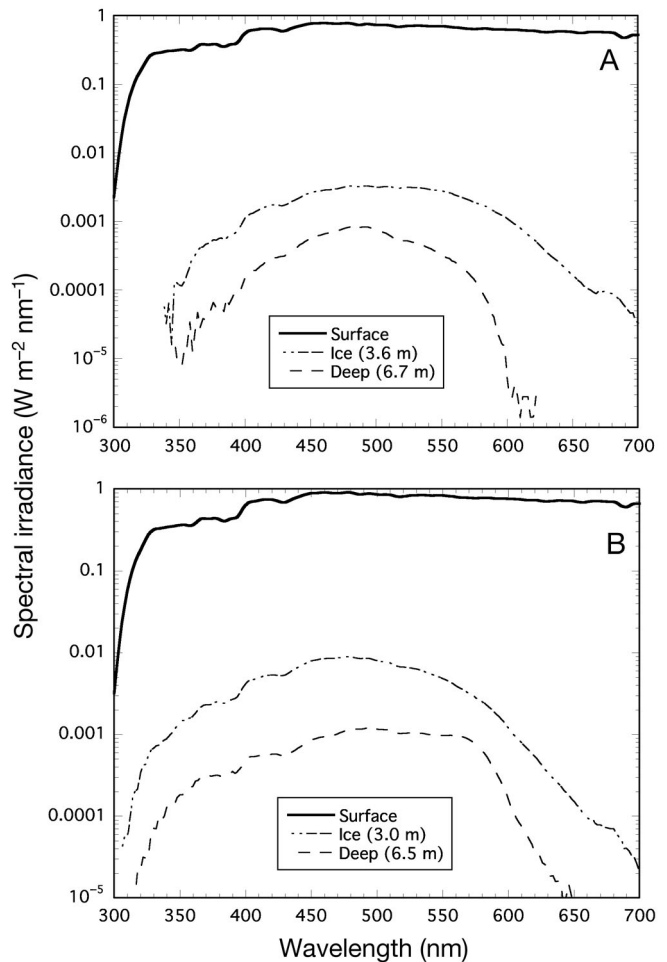 1
0.1
0.01
0.001
0.0001
10⁻⁵
10⁻⁶
A
Surface
Ice (3.6 m)
Deep (6.7 m)
300 350 400 450 500 550 600 650 700
Spectral irradiance (W m⁻² nm⁻¹)
1
0.1
0.01
0.001
0.0001
10⁻⁵
B
Surface
Ice (3.0 m)
Deep (6.5 m)
300 350 400 450 500 550 600 650 700
Wavelength (nm)